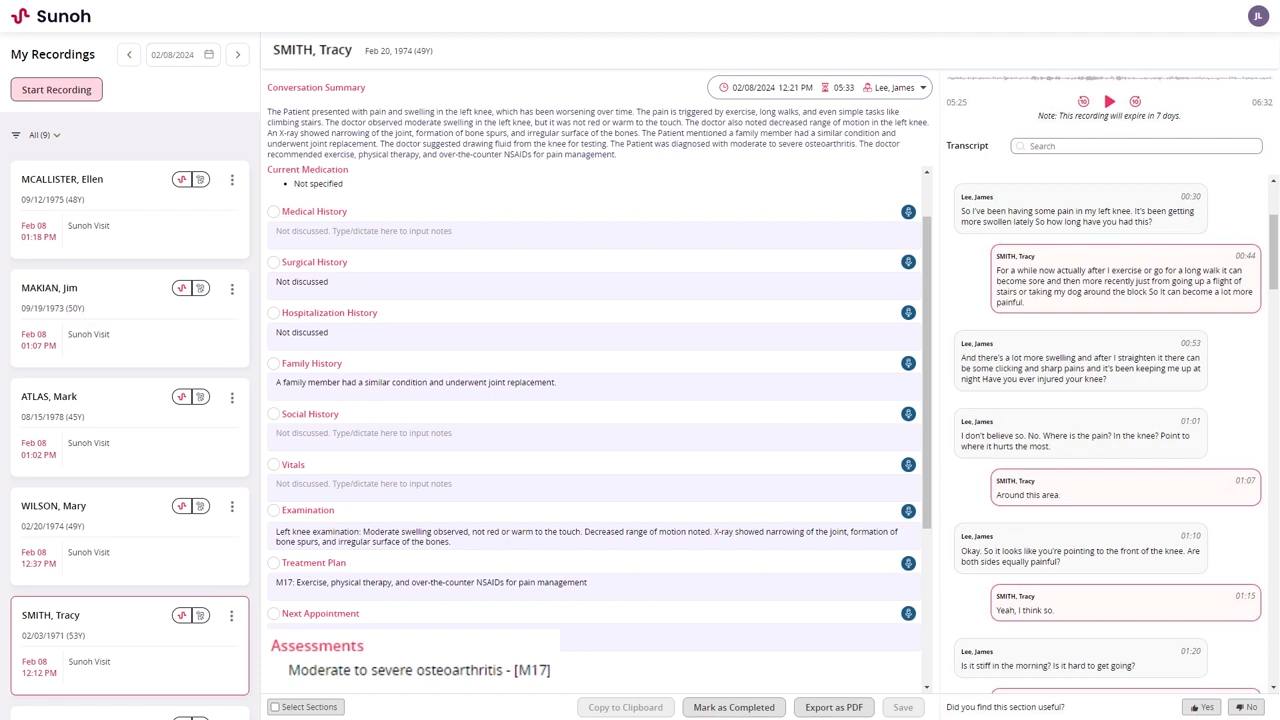 Sunoh
JL
My Recordings
02/08/2024
Start Recording
All (9)
MCALLISTER, Ellen
09/12/1975 (48Y)
Feb 08
01:18 PM
Sunoh Visit
MAKIAN, Jim
09/19/1973 (50Y)
Feb 08
01:07 PM
Sunoh Visit
ATLAS, Mark
08/15/1978 (45Y)
Feb 08
01:02 PM
Sunoh Visit
WILSON, Mary
02/20/1974 (49Y)
Feb 08
12:37 PM
Sunoh Visit
SMITH, Tracy
02/03/1971 (53Y)
Feb 08
12:12 PM
Sunoh Visit
SMITH, Tracy
Feb 20, 1974 (49Y)
Conversation Summary
02/08/2024 12:21 PM
05:33
Lee, James
The Patient presented with pain and swelling in the left knee, which has been worsening over time. The pain is triggered by exercise, long walks, and even simple tasks like
climbing stairs. The doctor observed moderate swelling in the left knee, but it was not red or warm to the touch. The doctor also noted decreased range of motion in the left knee.
An X-ray showed narrowing of the joint, formation of bone spurs, and irregular surface of the bones. The Patient mentioned a family member had a similar condition and
underwent joint replacement. The doctor suggested drawing fluid from the knee for testing. The Patient was diagnosed with moderate to severe osteoarthritis. The doctor
recommended exercise, physical therapy, and over-the-counter NSAIDs for pain management.
Current Medication
• Not specified
Medical History
Not discussed. Type/dictate here to input notes
Surgical History
Not discussed
Hospitalization History
Not discussed
Family History
A family member had a similar condition and underwent joint replacement.
Social History
Not discussed. Type/dictate here to input notes
Vitals
Not discussed. Type/dictate here to input notes
Examination
Left knee examination: Moderate swelling observed, not red or warm to the touch. Decreased range of motion noted. X-ray showed narrowing of the joint, formation of
bone spurs, and irregular surface of the bones.
Treatment Plan
M17: Exercise, physical therapy, and over-the-counter NSAIDs for pain management
Next Appointment
Assessments
Moderate to severe osteoarthritis - [M17]
Select Sections
Copy to Clipboard
Mark as Completed
Export as PDF
Save
05:25
10
10
06:32
Note: This recording will expire in 7 days.
Transcript
Search
Lee, James
00:30
So I've been having some pain in my left knee. It's been getting
more swollen lately So how long have you had this?
SMITH, Tracy
00:44
For a while now actually after I exercise or go for a long walk it can
become sore and then more recently just from going up a flight of
stairs or taking my dog around the block So It can become a lot more
painful.
Lee, James
00:53
And there's a lot more swelling and after I straighten it there can
be some clicking and sharp pains and it's been keeping me up at
night Have you ever injured your knee?
Lee, James
01:01
I don't believe so. No. Where is the pain? In the knee? Point to
where it hurts the most.
SMITH, Tracy
01:07
Around this area.
Lee, James
01:10
Okay. So it looks like you're pointing to the front of the knee. Are
both sides equally painful?
SMITH, Tracy
01:15
Yeah, I think so.
Lee, James
01:20
Is it stiff in the morning? Is it hard to get going?
Did you find this section useful?
Yes
No